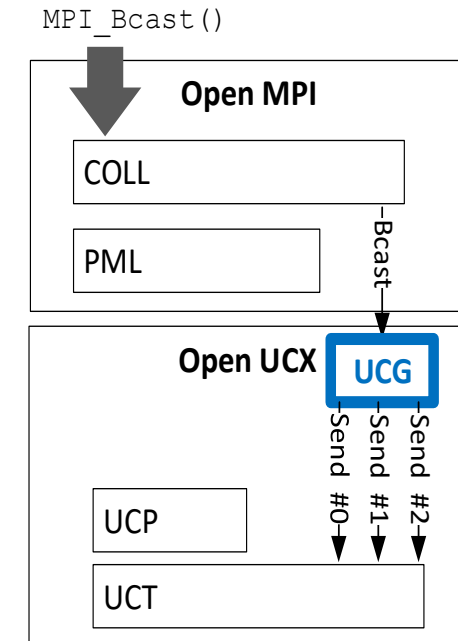 MPI_Bcast()
Open MPI
COLL
PML
Bcast
Open UCX
UCG
Send #0
Send #1
Send #2
UCP
UCT